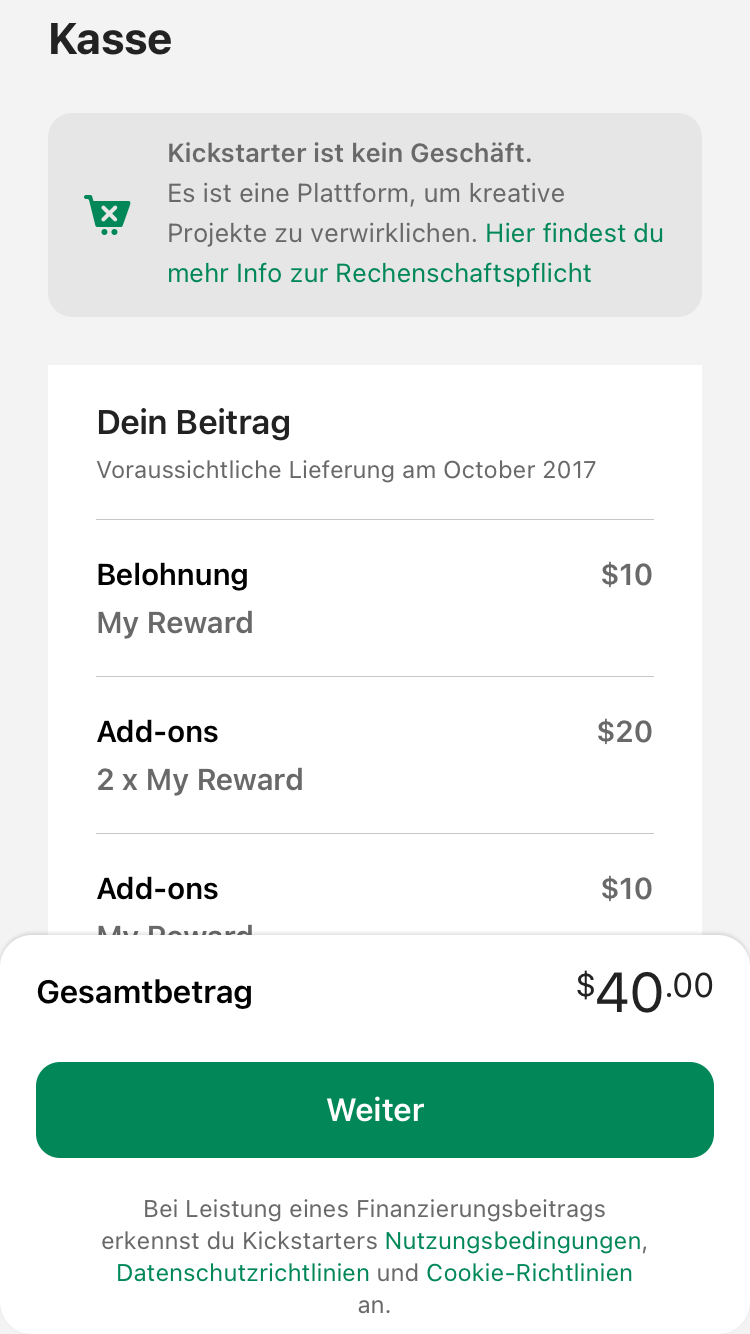 Kasse
Kickstarter ist kein Geschäft.
Es ist eine Plattform, um kreative
Projekte zu verwirklichen. Hier findest du
mehr Info zur Rechenschaftspflicht
Dein Beitrag
Voraussichtliche Lieferung am October 2017
Belohnung $10
My Reward
Add-ons $20
2 x My Reward
Add-ons $10
My Reward
Gesamtbetrag $40.00
Weiter
Bei Leistung eines Finanzierungsbeitrags
erkennst du Kickstarters Nutzungsbedingungen,
Datenschutzrichtlinien und Cookie-Richtlinien
an.